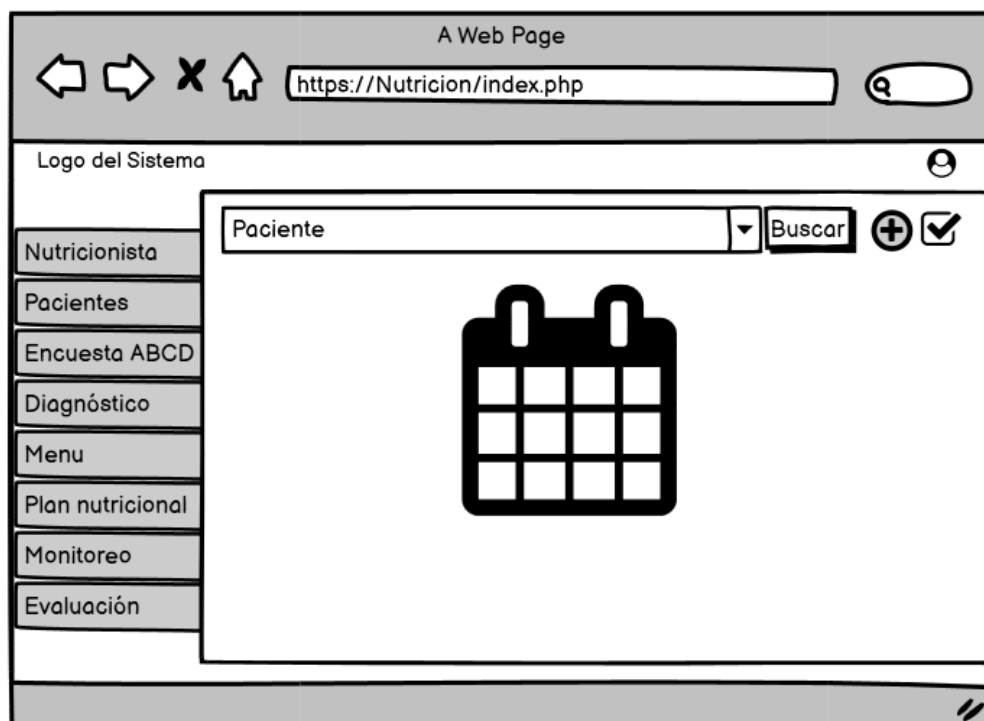 A Web Page
https://Nutricion/index.php
Logo del Sistema
Paciente
Buscar
Nutricionista
Pacientes
Encuesta ABCD
Diagnóstico
Menu
Plan nutricional
Monitoreo
Evaluación